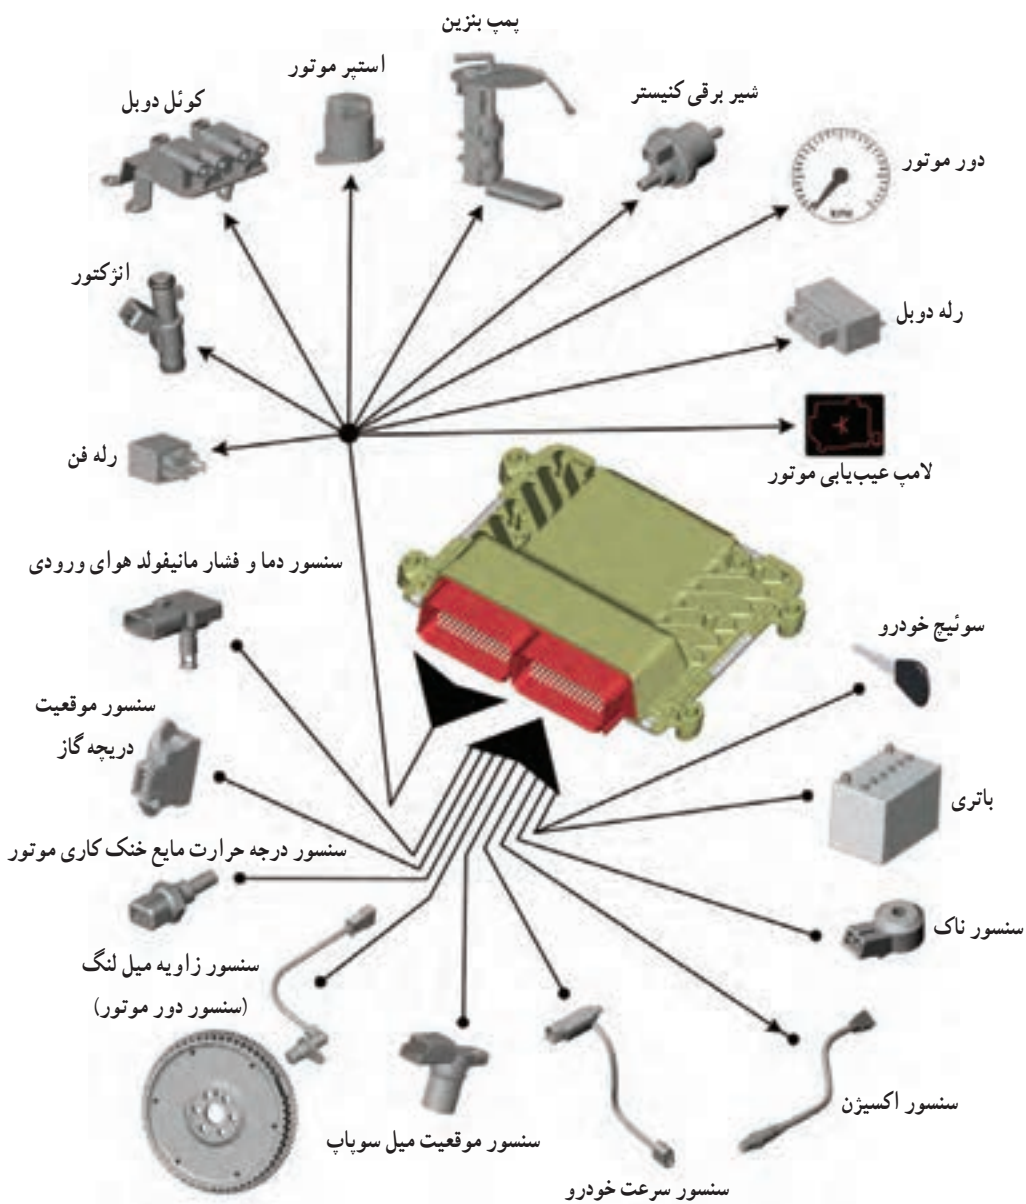 پمپ بنزین
استپر موتور
شیر برقی کنیستر
کوئل دوبل
دور موتور
RPM
انژکتور
رله دوبل
رله فن
لامپ عیب‌یابی موتور
سنسور دما و فشار مانیفولد هوای ورودی
سوئیچ خودرو
سنسور موقعیت
دریچه گاز
باتری
سنسور درجه حرارت مایع خنک کاری موتور
سنسور ناک
سنسور زاویه میل لنگ
(سنسور دور موتور)
سنسور اکسیژن
سنسور موقعیت میل سوپاپ
سنسور سرعت خودرو